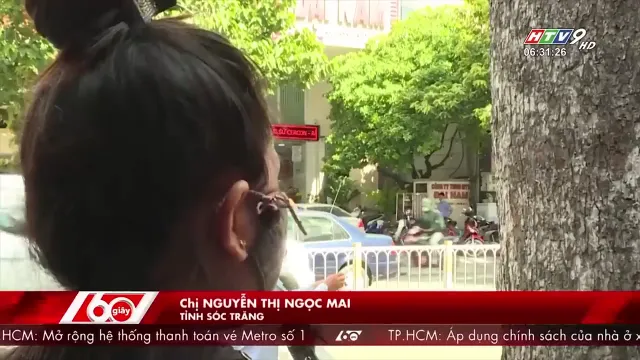 HTV9 HD
06:31:26
Chị NGUYỄN THỊ NGỌC MAI
TỈNH SÓC TRĂNG
60 giây
HCM: Mở rộng hệ thống thanh toán vé Metro số 1
60
TP.HCM: Áp dụng chính sách của nhà ở x